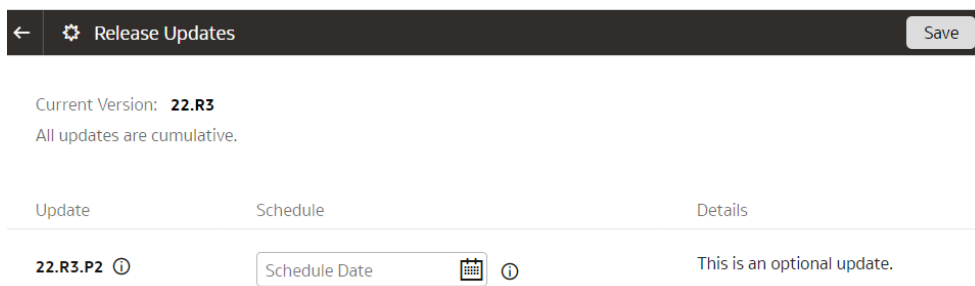 Release Updates
Save
Current Version: 22.R3
All updates are cumulative.
Update Schedule Details
22.R3.P2 Schedule Date This is an optional update.